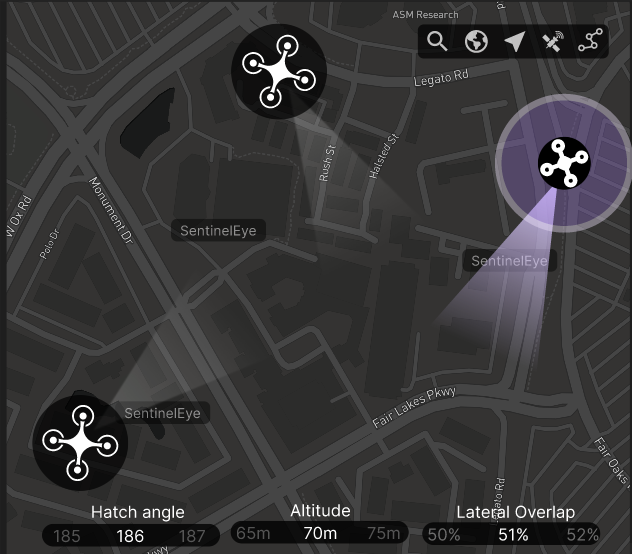 ASM Research
Legato Rd
Rush St
Halsted St
W Ox Rd
Monument Dr
Polo Dr
SentinelEye
SentinelEye
SentinelEye
Fair Lakes Pkwy
Fair Oaks
Hatch angle
185 186 187
Altitude
65m 70m 75m
Lateral Overlap
50% 51% 52%